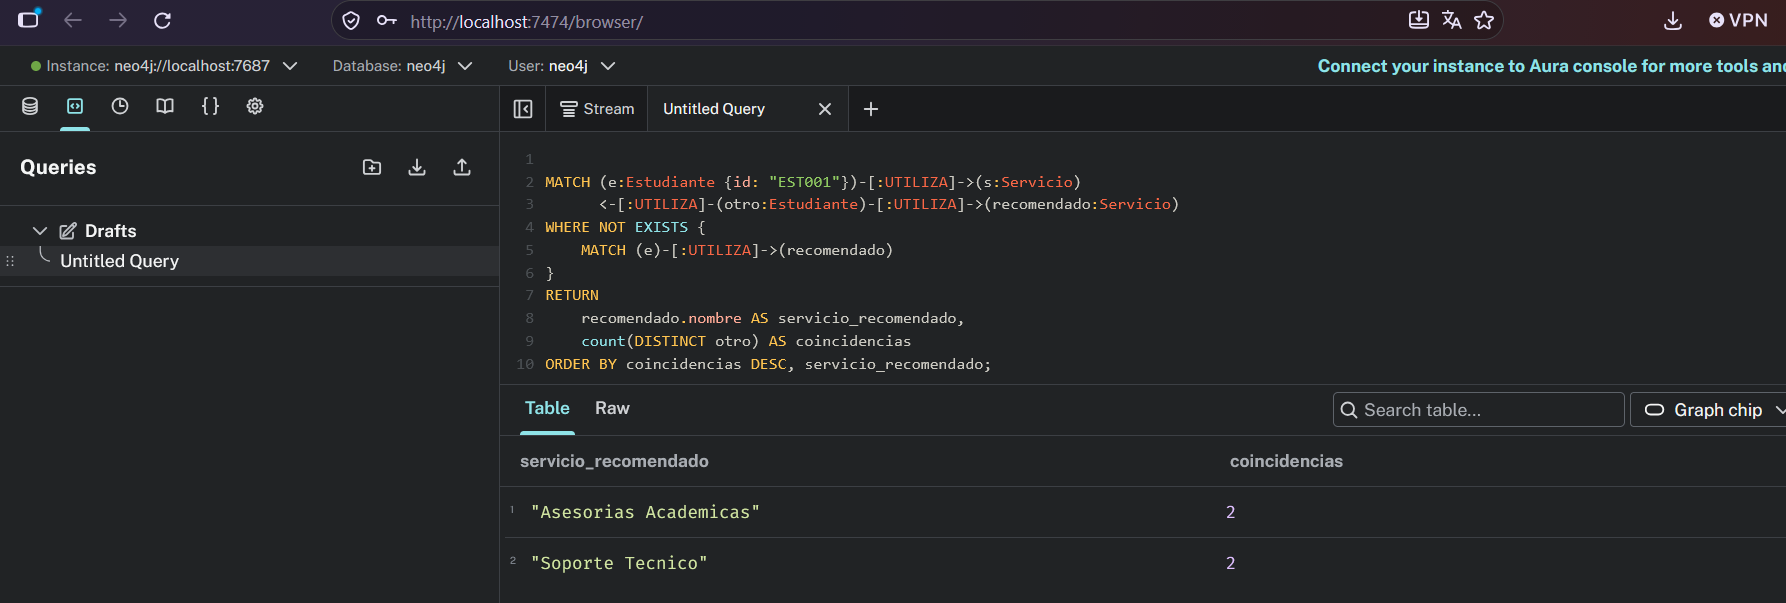 http://localhost:7474/browser/
VPN
Instance: neo4j://localhost:7687
Database: neo4j
User: neo4j
Connect your instance to Aura console for more tools an
Stream
Untitled Query
Queries
Drafts
Untitled Query
1
2 MATCH (e:Estudiante {id: "EST001"})-[:UTILIZA]->(s:Servicio)
3 <-[:UTILIZA]-(otro:Estudiante)-[:UTILIZA]->(recomendado:Servicio)
4 WHERE NOT EXISTS {
5 MATCH (e)-[:UTILIZA]->(recomendado)
6 }
7 RETURN
8 recomendado.nombre AS servicio_recomendado,
9 count(DISTINCT otro) AS coincidencias
10 ORDER BY coincidencias DESC, servicio_recomendado;
Table Raw
Search table...
Graph chip
servicio_recomendado coincidencias
1 "Asesorias Academicas" 2
2 "Soporte Tecnico" 2